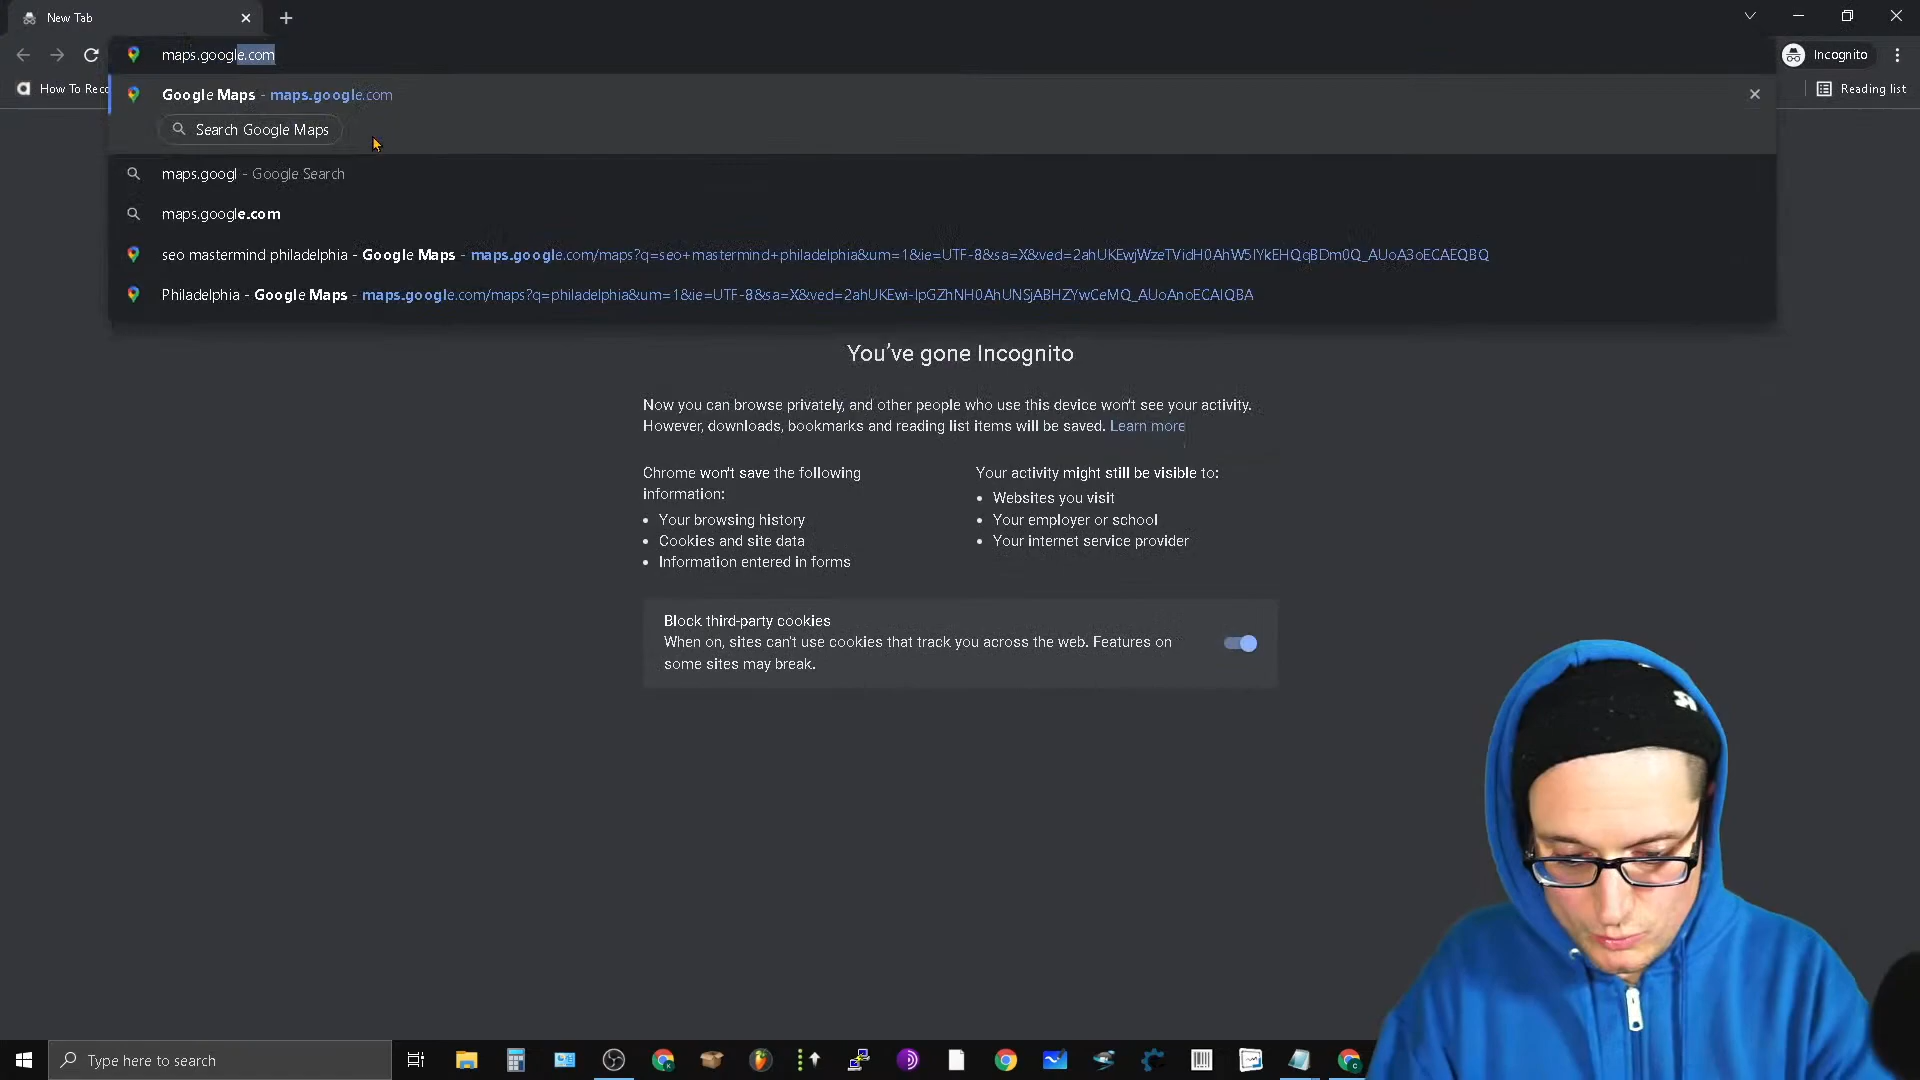 New Tab
maps.google.com
Incognito
How To Reco
Reading list
Google Maps - maps.google.com
Search Google Maps
maps.googl - Google Search
maps.google.com
seo mastermind philadelphia - Google Maps - maps.google.com/maps?q=seo+mastermind+philadelphia&um=1&ie=UTF-8&sa=X&ved=2ahUKEwjWzeTVidH0AhW5IYkEHQqBDm0Q_AUoA3oECAEQBQ
Philadelphia - Google Maps - maps.google.com/maps?q=philadelphia&um=1&ie=UTF-8&sa=X&ved=2ahUKEwi-lpGZhNH0AhUNSjABHZYwCeMQ_AUoAnoECAIQBA
You've gone Incognito
Now you can browse privately, and other people who use this device won't see your activity.
However, downloads, bookmarks and reading list items will be saved. Learn more
Chrome won't save the following
information:
• Your browsing history
• Cookies and site data
• Information entered in forms
Your activity might still be visible to:
• Websites you visit
• Your employer or school
• Your internet service provider
Block third-party cookies
When on, sites can't use cookies that track you across the web. Features on
some sites may break.
Type here to search